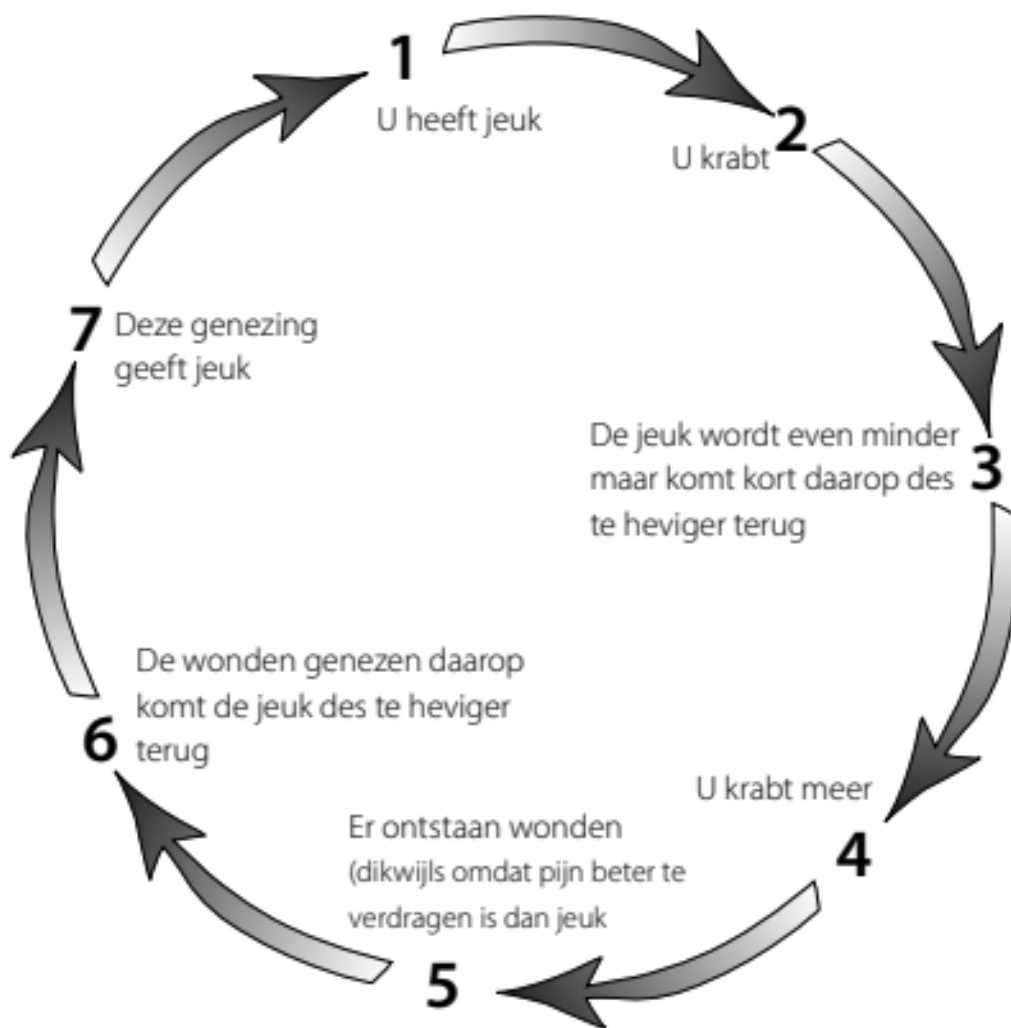 1
U heeft jeuk
2
U krabt
3
De jeuk wordt even minder
maar komt kort daarop des
te heviger terug
4
U krabt meer
5
Er ontstaan wonden
(dikwijls omdat pijn beter te
verdragen is dan jeuk
6
De wonden genezen daarop
komt de jeuk des te heviger
terug
7
Deze genezing
geeft jeuk